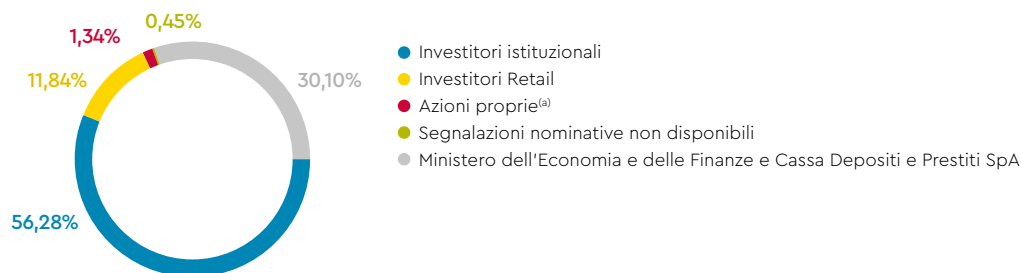 0,45%
1,34%
11,84%
30,10%
56,28%
Investitori istituzionali
Investitori Retail
Azioni proprie(a)
Segnalazioni nominative non disponibili
Ministero dell'Economia e delle Finanze e Cassa Depositi e Prestiti SpA